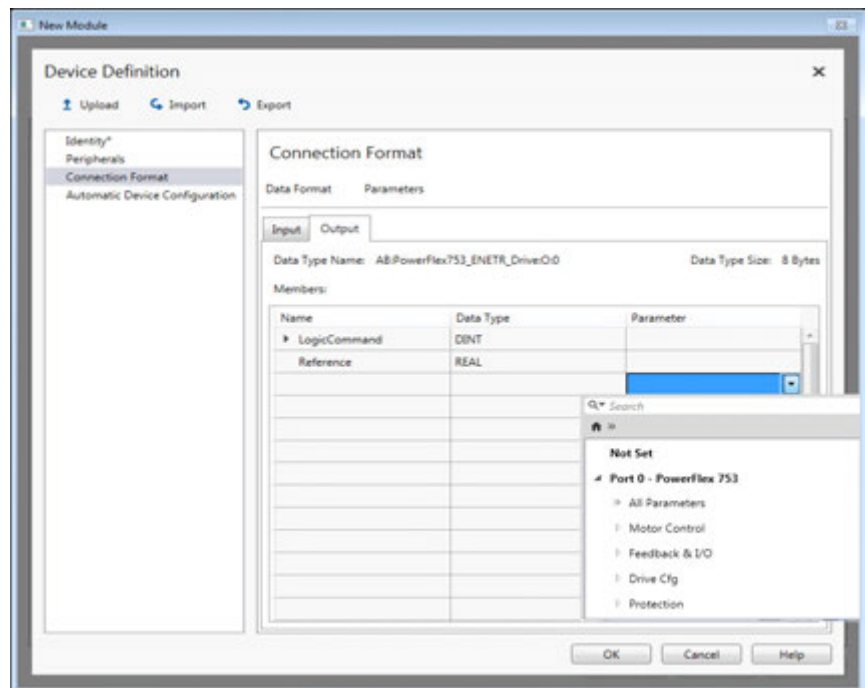 New Module
Device Definition
Upload Import Export
Identity*
Peripherals
Connection Format
Automatic Device Configuration
Connection Format
Data Format Parameters
Input Output
Data Type Name: AB:PowerFlex753_ENETR_Drive:O:0 Data Type Size: 8 Bytes
Members:
Name Data Type Parameter
LogicCommand DINT
Reference REAL
Search
»
Not Set
Port 0 - PowerFlex 753
» All Parameters
Motor Control
Feedback & I/O
Drive Cfg
Protection
OK Cancel Help